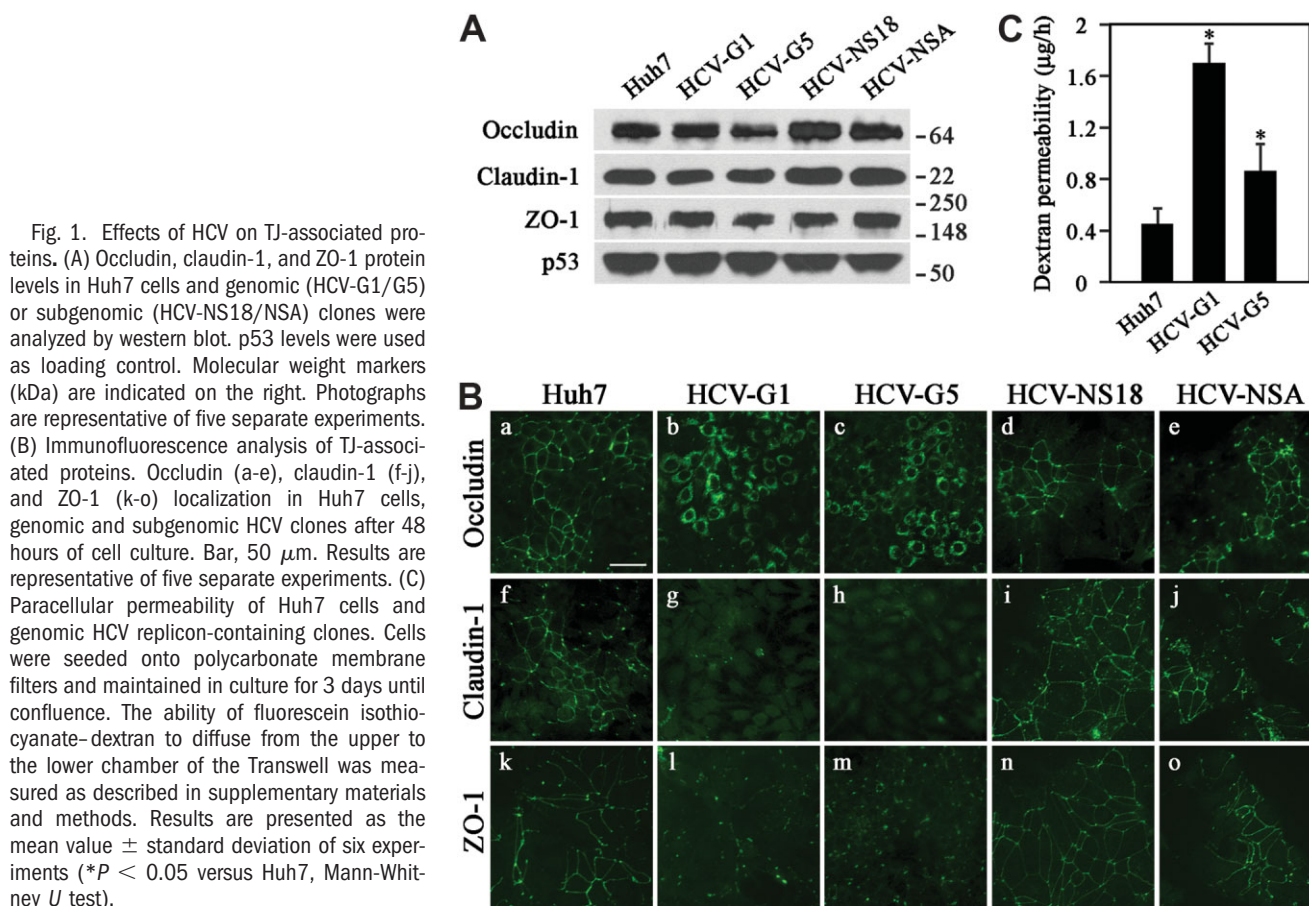 Fig. 1. Effects of HCV on TJ-associated pro-
teins. (A) Occludin, claudin-1, and ZO-1 protein
levels in Huh7 cells and genomic (HCV-G1/G5)
or subgenomic (HCV-NS18/NSA) clones were
analyzed by western blot. p53 levels were used
as loading control. Molecular weight markers
(kDa) are indicated on the right. Photographs
are representative of five separate experiments.
(B) Immunofluorescence analysis of TJ-associ-
ated proteins. Occludin (a-e), claudin-1 (f-j),
and ZO-1 (k-o) localization in Huh7 cells,
genomic and subgenomic HCV clones after 48
hours of cell culture. Bar, 50 μm. Results are
representative of five separate experiments. (C)
Paracellular permeability of Huh7 cells and
genomic HCV replicon-containing clones. Cells
were seeded onto polycarbonate membrane
filters and maintained in culture for 3 days until
confluence. The ability of fluorescein isothio-
cyanate–dextran to diffuse from the upper to
the lower chamber of the Transwell was mea-
sured as described in supplementary materials
and methods. Results are presented as the
mean value ± standard deviation of six exper-
iments (*P < 0.05 versus Huh7, Mann-Whit-
ney U test).
A
Huh7 HCV-G1 HCV-G5 HCV-NS18 HCV-NSA
Occludin -64
Claudin-1 -22
ZO-1 -250
-148
p53 -50
C
Dextran permeability (μg/h)
2
1.6
1.2
0.8
0.4
0
* *
Huh7 HCV-G1 HCV-G5
B
Huh7 HCV-G1 HCV-G5 HCV-NS18 HCV-NSA
Occludin
a b c d e
Claudin-1
f g h i j
ZO-1
k l m n o